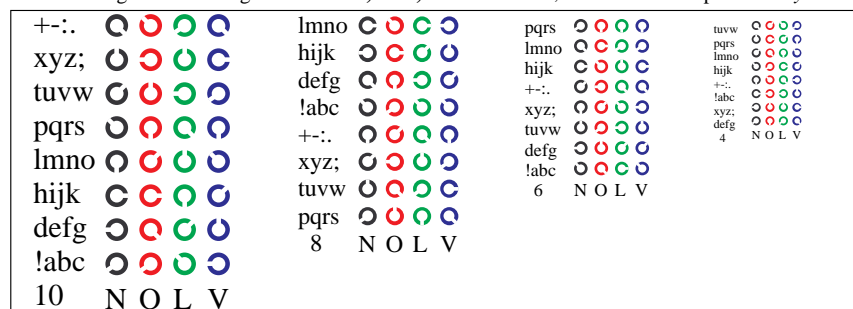 +-:.
xyz;
tuvw
pqrs
lmno
hijk
defg
!abc
10 N O L V
lmno
hijk
defg
!abc
+-:.
xyz;
tuvw
pqrs
8 N O L V
pqrs
lmno
hijk
+-:.
xyz;
tuvw
defg
!abc
6 N O L V
tuvw
pqrs
lmno
hijk
+-:.
!abc
xyz;
defg
4 N O L V